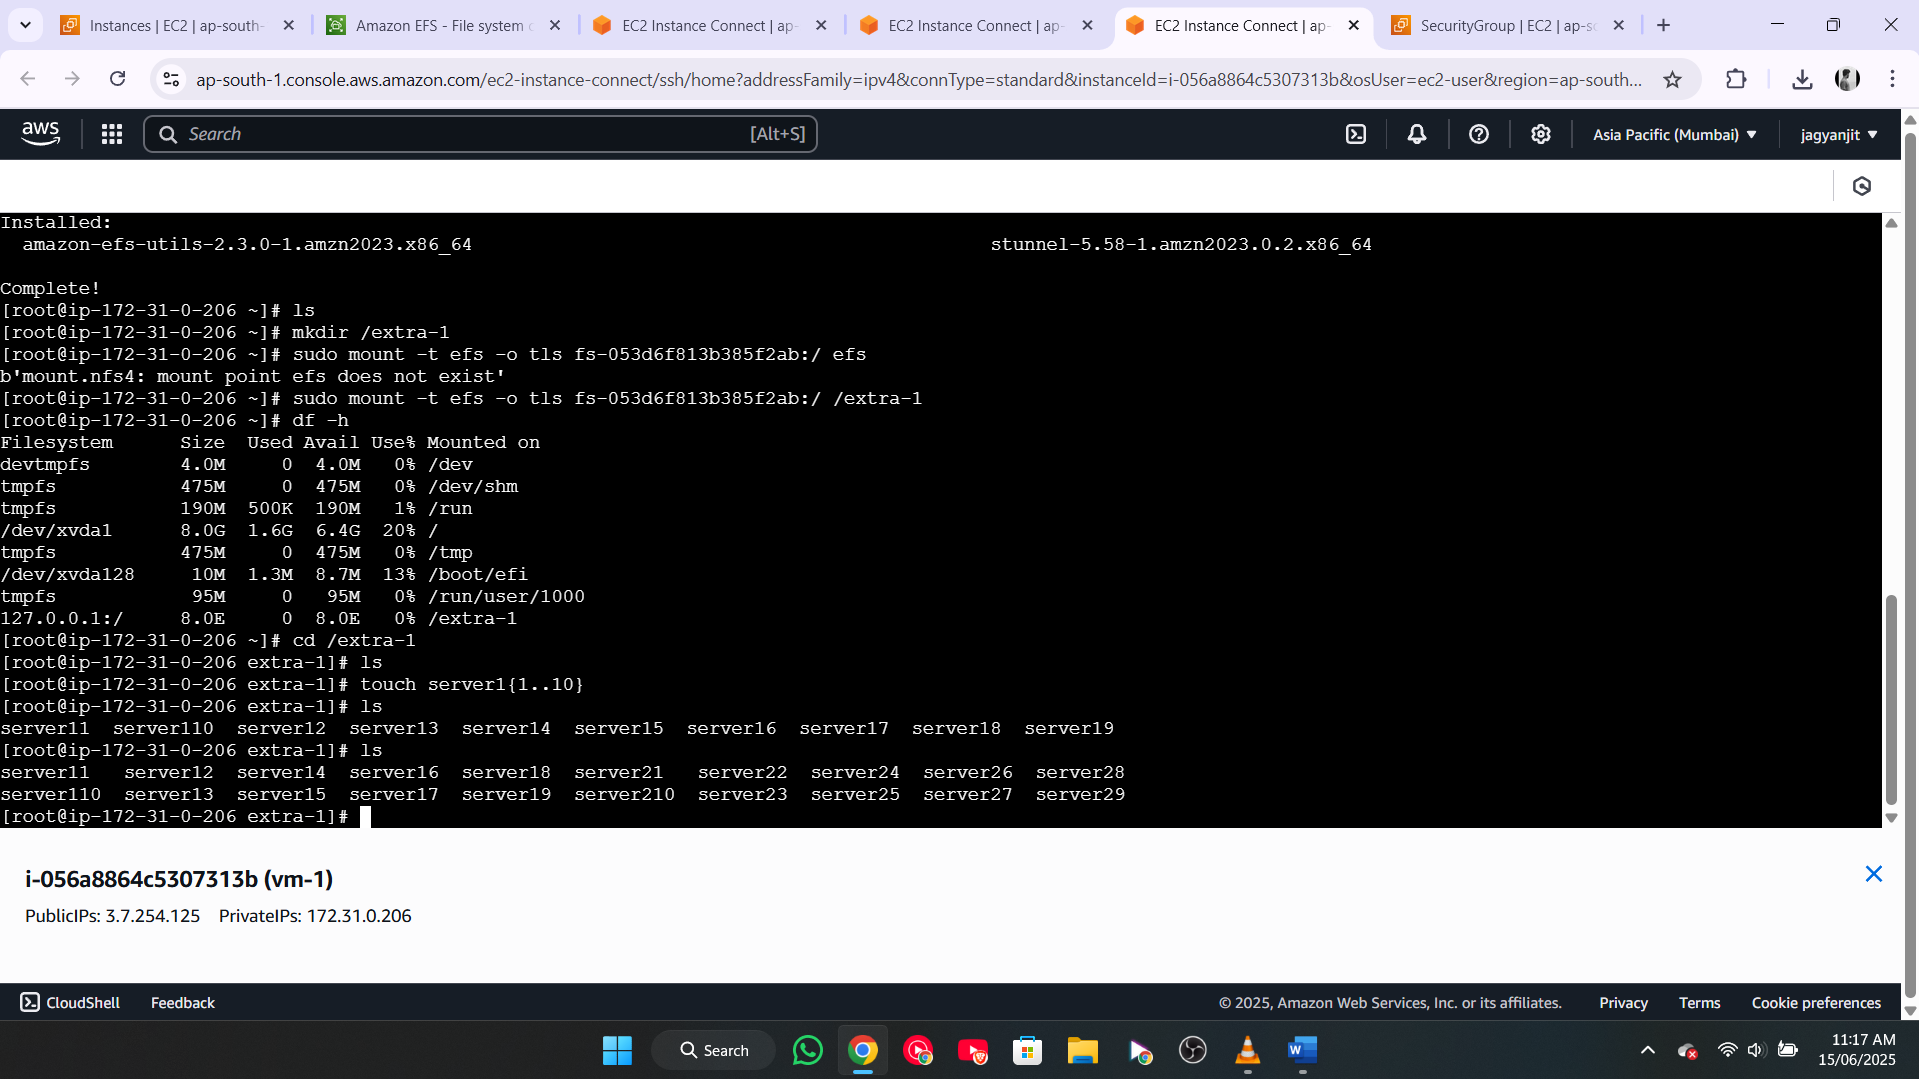 Instances | EC2 | ap-south-
Amazon EFS - File system
EC2 Instance Connect | ap-
EC2 Instance Connect | ap-
EC2 Instance Connect | ap-
SecurityGroup | EC2 | ap-s
ap-south-1.console.aws.amazon.com/ec2-instance-connect/ssh/home?addressFamily=ipv4&connType=standard&instanceId=i-056a8864c5307313b&osUser=ec2-user&region=ap-south...
aws
Search [Alt+S]
Asia Pacific (Mumbai) ▼
jagyanjit ▼
Installed:
  amazon-efs-utils-2.3.0-1.amzn2023.x86_64                                              stunnel-5.58-1.amzn2023.0.2.x86_64
Complete!
[root@ip-172-31-0-206 ~]# ls
[root@ip-172-31-0-206 ~]# mkdir /extra-1
[root@ip-172-31-0-206 ~]# sudo mount -t efs -o tls fs-053d6f813b385f2ab:/ efs
b'mount.nfs4: mount point efs does not exist'
[root@ip-172-31-0-206 ~]# sudo mount -t efs -o tls fs-053d6f813b385f2ab:/ /extra-1
[root@ip-172-31-0-206 ~]# df -h
Filesystem      Size  Used Avail Use% Mounted on
devtmpfs        4.0M     0  4.0M   0% /dev
tmpfs           475M     0  475M   0% /dev/shm
tmpfs           190M  500K  190M   1% /run
/dev/xvda1      8.0G  1.6G  6.4G  20% /
tmpfs           475M     0  475M   0% /tmp
/dev/xvda128     10M  1.3M  8.7M  13% /boot/efi
tmpfs            95M     0   95M   0% /run/user/1000
127.0.0.1:/     8.0E     0  8.0E   0% /extra-1
[root@ip-172-31-0-206 ~]# cd /extra-1
[root@ip-172-31-0-206 extra-1]# ls
[root@ip-172-31-0-206 extra-1]# touch server1{1..10}
[root@ip-172-31-0-206 extra-1]# ls
server11  server110  server12  server13  server14  server15  server16  server17  server18  server19
[root@ip-172-31-0-206 extra-1]# ls
server11   server12  server14  server16  server18  server21   server22  server24  server26  server28
server110  server13  server15  server17  server19  server210  server23  server25  server27  server29
[root@ip-172-31-0-206 extra-1]#
i-056a8864c5307313b (vm-1)
PublicIPs: 3.7.254.125   PrivateIPs: 172.31.0.206
CloudShell   Feedback   © 2025, Amazon Web Services, Inc. or its affiliates.   Privacy   Terms   Cookie preferences
Search
11:17 AM
15/06/2025